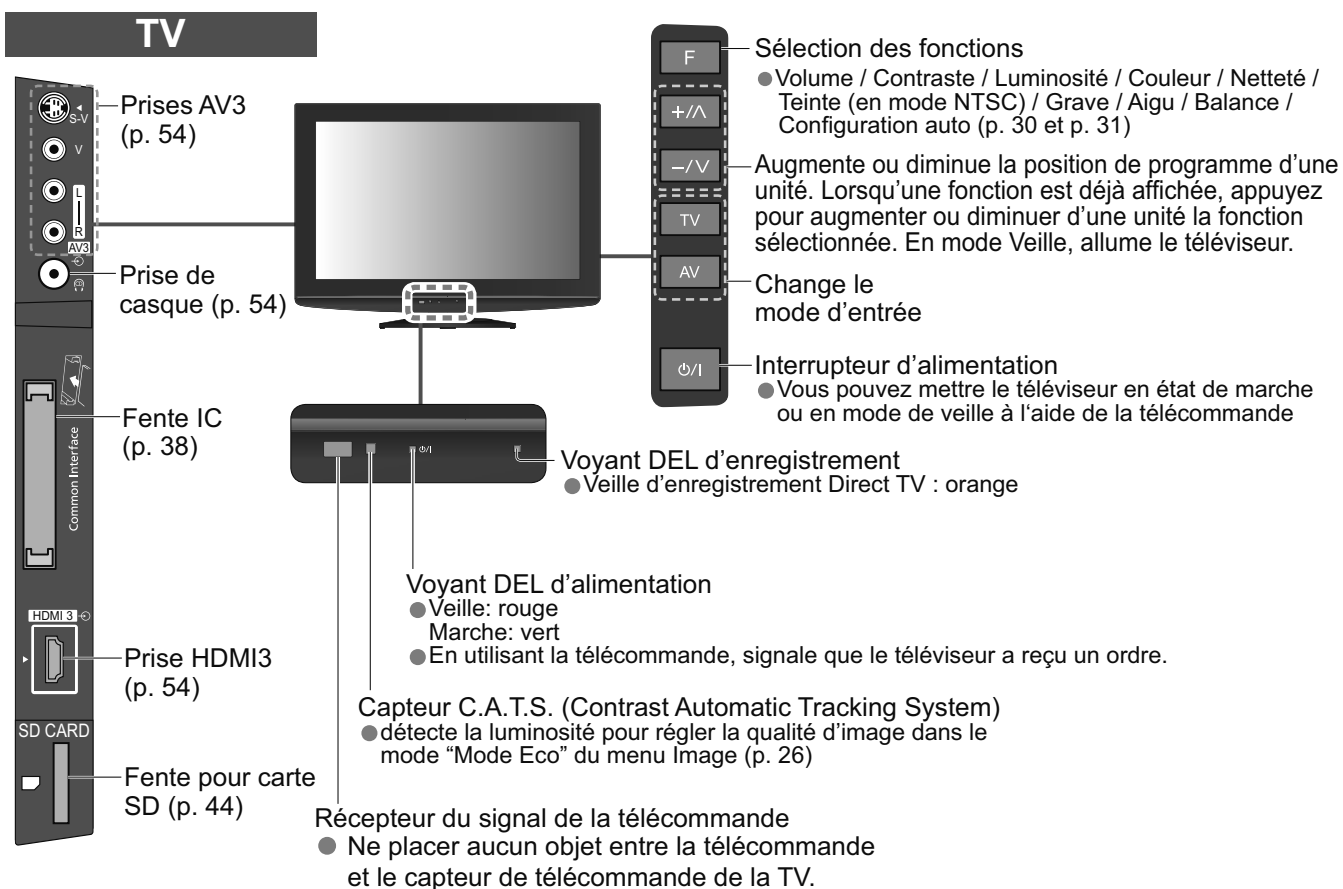 TV
S-V
V
L
R
AV3
Prises AV3
(p. 54)
Prise de
casque (p. 54)
Common Interface
Fente IC
(p. 38)
HDMI 3
Prise HDMI3
(p. 54)
SD CARD
Fente pour carte
SD (p. 44)
F
+/∧
−/∨
TV
AV
⏻/I
Sélection des fonctions
●Volume / Contraste / Luminosité / Couleur / Netteté /
Teinte (en mode NTSC) / Grave / Aigu / Balance /
Configuration auto (p. 30 et p. 31)
Augmente ou diminue la position de programme d’une
unité. Lorsqu’une fonction est déjà affichée, appuyez
pour augmenter ou diminuer d’une unité la fonction
sélectionnée. En mode Veille, allume le téléviseur.
Change le
mode d’entrée
Interrupteur d’alimentation
●Vous pouvez mettre le téléviseur en état de marche
ou en mode de veille à l‘aide de la télécommande
⏻/I
Voyant DEL d’enregistrement
●Veille d’enregistrement Direct TV : orange
Voyant DEL d’alimentation
●Veille: rouge
Marche: vert
●En utilisant la télécommande, signale que le téléviseur a reçu un ordre.
Capteur C.A.T.S. (Contrast Automatic Tracking System)
●détecte la luminosité pour régler la qualité d’image dans le
mode “Mode Eco” du menu Image (p. 26)
Récepteur du signal de la télécommande
● Ne placer aucun objet entre la télécommande
et le capteur de télécommande de la TV.